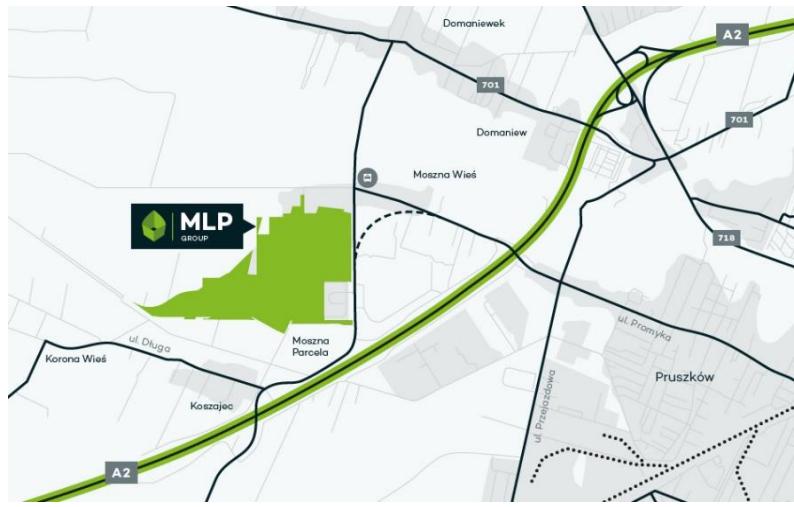 Domaniewek
A2
701
701
Domaniew
Moszna Wieś
MLP
GROUP
718
ul. Promyka
Moszna
Parcela
ul. Długa
Korona Wieś
Pruszków
ul. Przejazdowa
Koszajec
A2